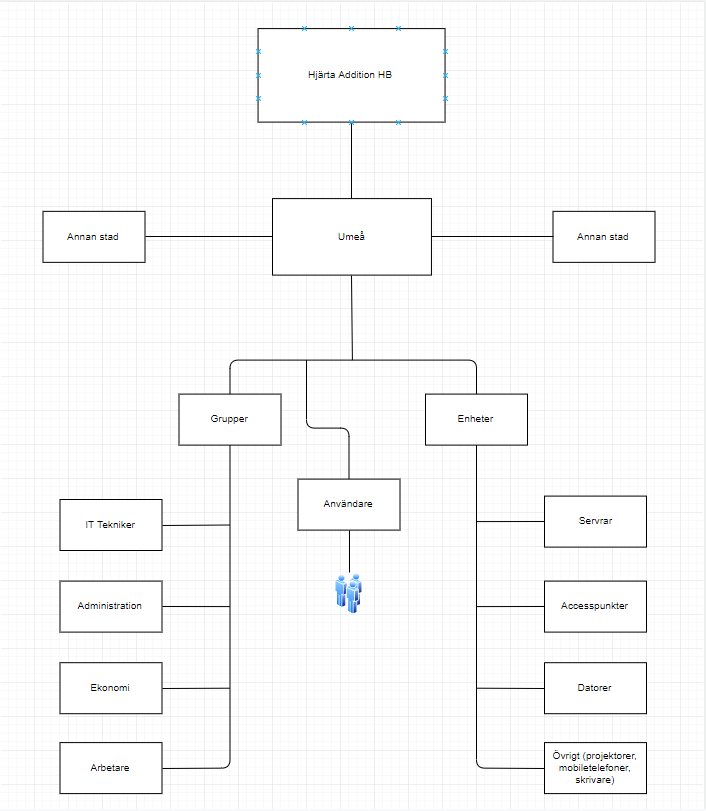 Hjärta Addition HB
Annan stad
Umeå
Annan stad
Grupper
Enheter
Användare
IT Tekniker
Administration
Ekonomi
Arbetare
Servrar
Accesspunkter
Datorer
Övrigt (projektorer,
mobiletelefoner,
skrivare)